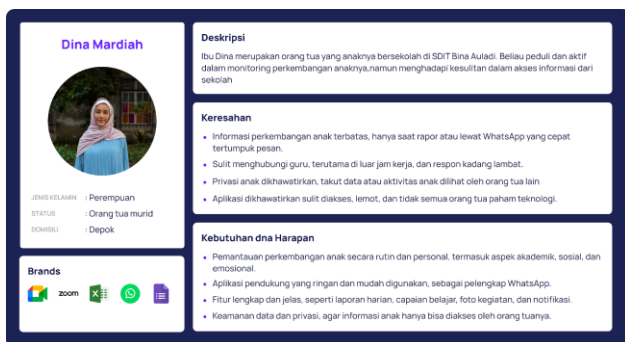 Dina Mardiah
JENIS KELAMIN : Perempuan
STATUS : Orang tua murid
DOMISILI : Depok
Brands
zoom
Deskripsi
Ibu Dina merupakan orang tua yang anaknya bersekolah di SDIT Bina Auladi. Beliau peduli dan aktif
dalam monitoring perkembangan anaknya,namun menghadapi kesulitan dalam akses informasi dari
sekolah
Keresahan
• Informasi perkembangan anak terbatas, hanya saat rapor atau lewat WhatsApp yang cepat
tertumpuk pesan.
• Sulit menghubungi guru, terutama di luar jam kerja, dan respon kadang lambat.
• Privasi anak dikhawatirkan, takut data atau aktivitas anak dilihat oleh orang tua lain
• Aplikasi dikhawatirkan sulit diakses, lemot, dan tidak semua orang tua paham teknologi.
Kebutuhan dna Harapan
• Pemantauan perkembangan anak secara rutin dan personal, termasuk aspek akademik, sosial, dan
emosional.
• Aplikasi pendukung yang ringan dan mudah digunakan, sebagai pelengkap WhatsApp.
• Fitur lengkap dan jelas, seperti laporan harian, capaian belajar, foto kegiatan, dan notifikasi.
• Keamanan data dan privasi, agar informasi anak hanya bisa diakses oleh orang tuanya.